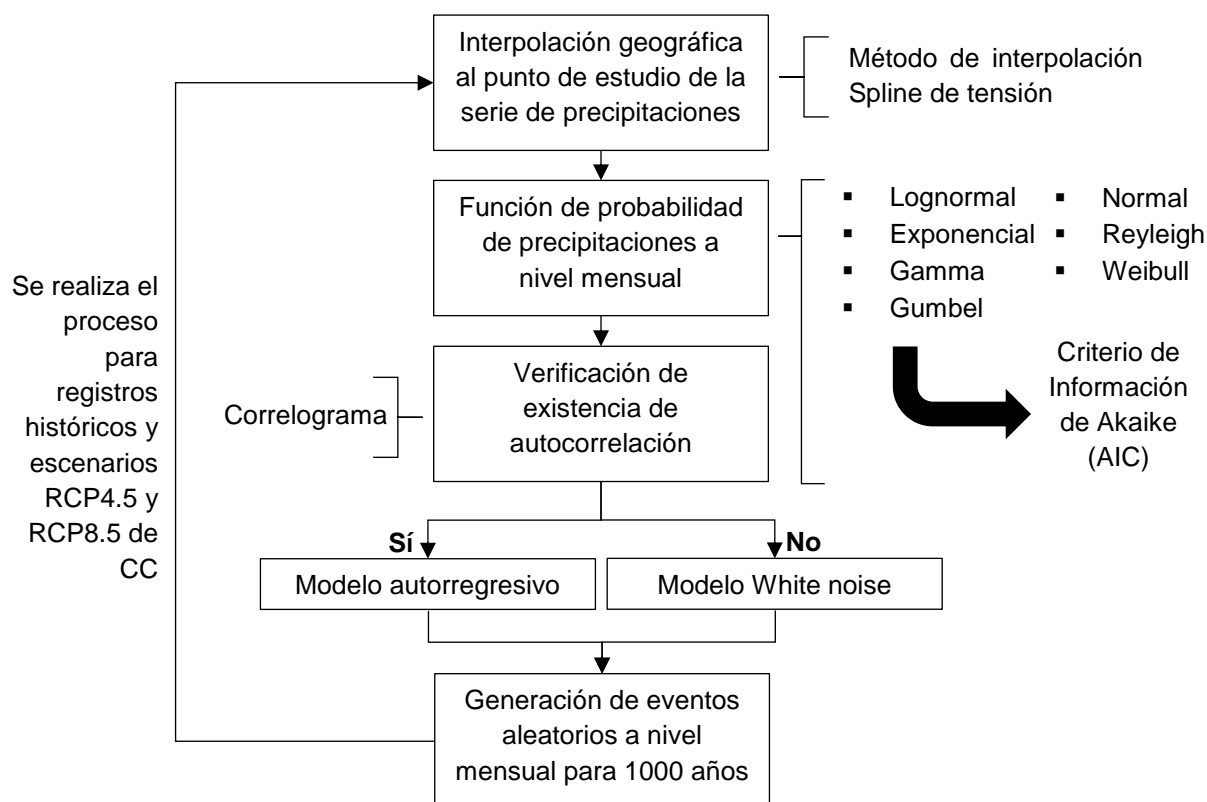 Interpolación geográfica
al punto de estudio de la
serie de precipitaciones
Método de interpolación
Spline de tensión
Función de probabilidad
de precipitaciones a
nivel mensual
▪ Lognormal
▪ Exponencial
▪ Gamma
▪ Gumbel
▪ Normal
▪ Reyleigh
▪ Weibull
Criterio de
Información
de Akaike
(AIC)
Se realiza el
proceso
para
registros
históricos y
escenarios
RCP4.5 y
RCP8.5 de
CC
Correlograma
Verificación de
existencia de
autocorrelación
Sí
No
Modelo autorregresivo
Modelo White noise
Generación de eventos
aleatorios a nivel
mensual para 1000 años